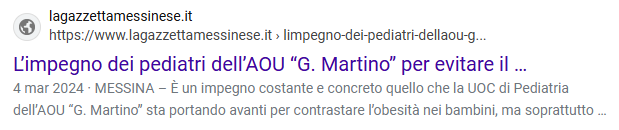 lagazzettamessinese.it
https://www.lagazzettamessinese.it › limpegno-dei-pediatri-dellaou-g...
L’impegno dei pediatri dell’AOU “G. Martino” per evitare il ...
4 mar 2024 · MESSINA – È un impegno costante e concreto quello che la UOC di Pediatria
dell’AOU “G. Martino” sta portando avanti per contrastare l’obesità nei bambini, ma soprattutto ...